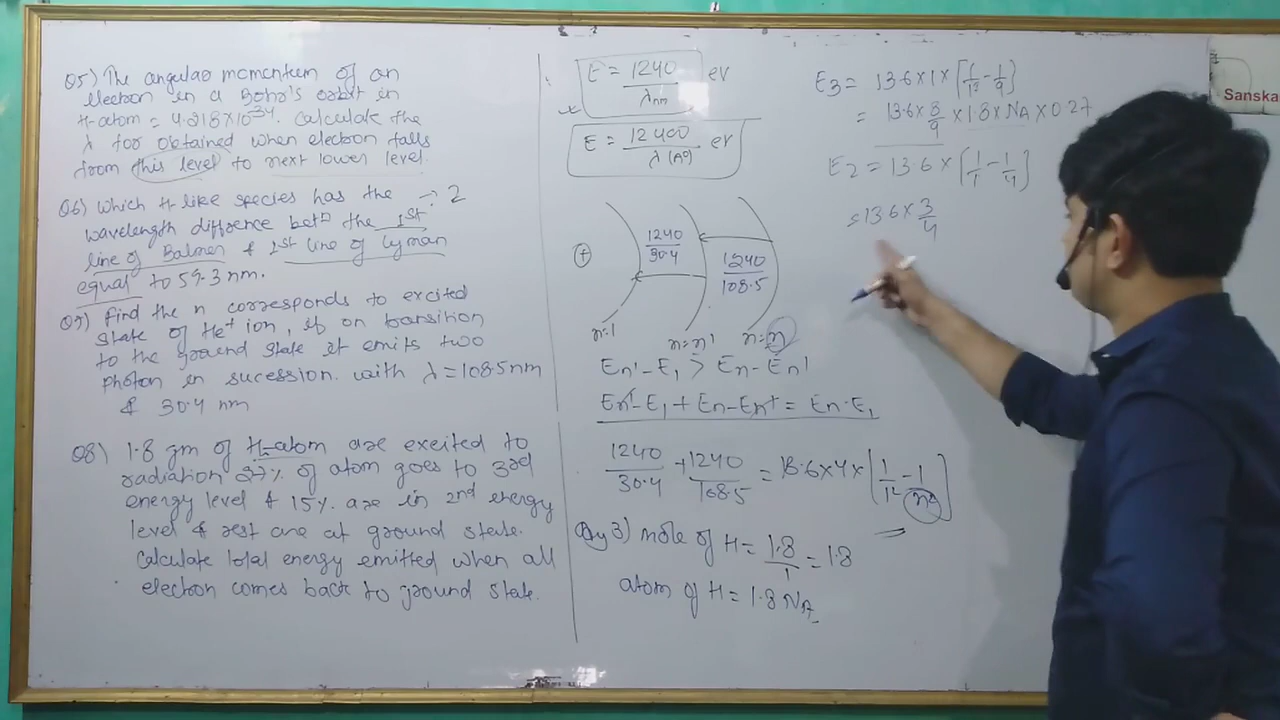 Q5) The angular momentum of an
electron in a Bohr's orbit in
H-atom = 4.218×10⁻³⁴. Calculate the
λ for obtained when electron falls
from this level to next lower level.
Q6) Which H-like species has the → 2
wavelength diffrence betⁿ the 1st
line of Balmer & 1st line of Lyman
equal to 59.3 nm.
Q7) Find the n corresponds to excited
state of He⁺ ion, if on transition
to the ground state it emits two
photon in sucession. with λ = 108.5 nm
& 30.4 nm
Q8) 1.8 gm of H-atom are excited to
radiation 27% of atom goes to 3rd
energy level & 15% are in 2nd energy
level & rest are at ground state.
Calculate total energy emitted when all
electron comes back to ground state.
E = 1240/λnm ev
E = 12400/λ(A⁰) ev
+
1240/30.4
1240/108.5
n=1 n=n' n=n
En'-E₁ > En-En'
En'-E₁ + En-En' = En-E₁
1240/30.4 + 1240/108.5 = 13.6×4×[1/1² - 1/n²]
3) mole of H = 1.8/1 = 1.8
atom of H = 1.8 NA
E3 = 13.6×1×[1/1² - 1/9]
= 13.6×8/9 ×1.8×NA×0.27
E2 = 13.6×[1/1 - 1/4]
= 13.6×3/4
Sanska